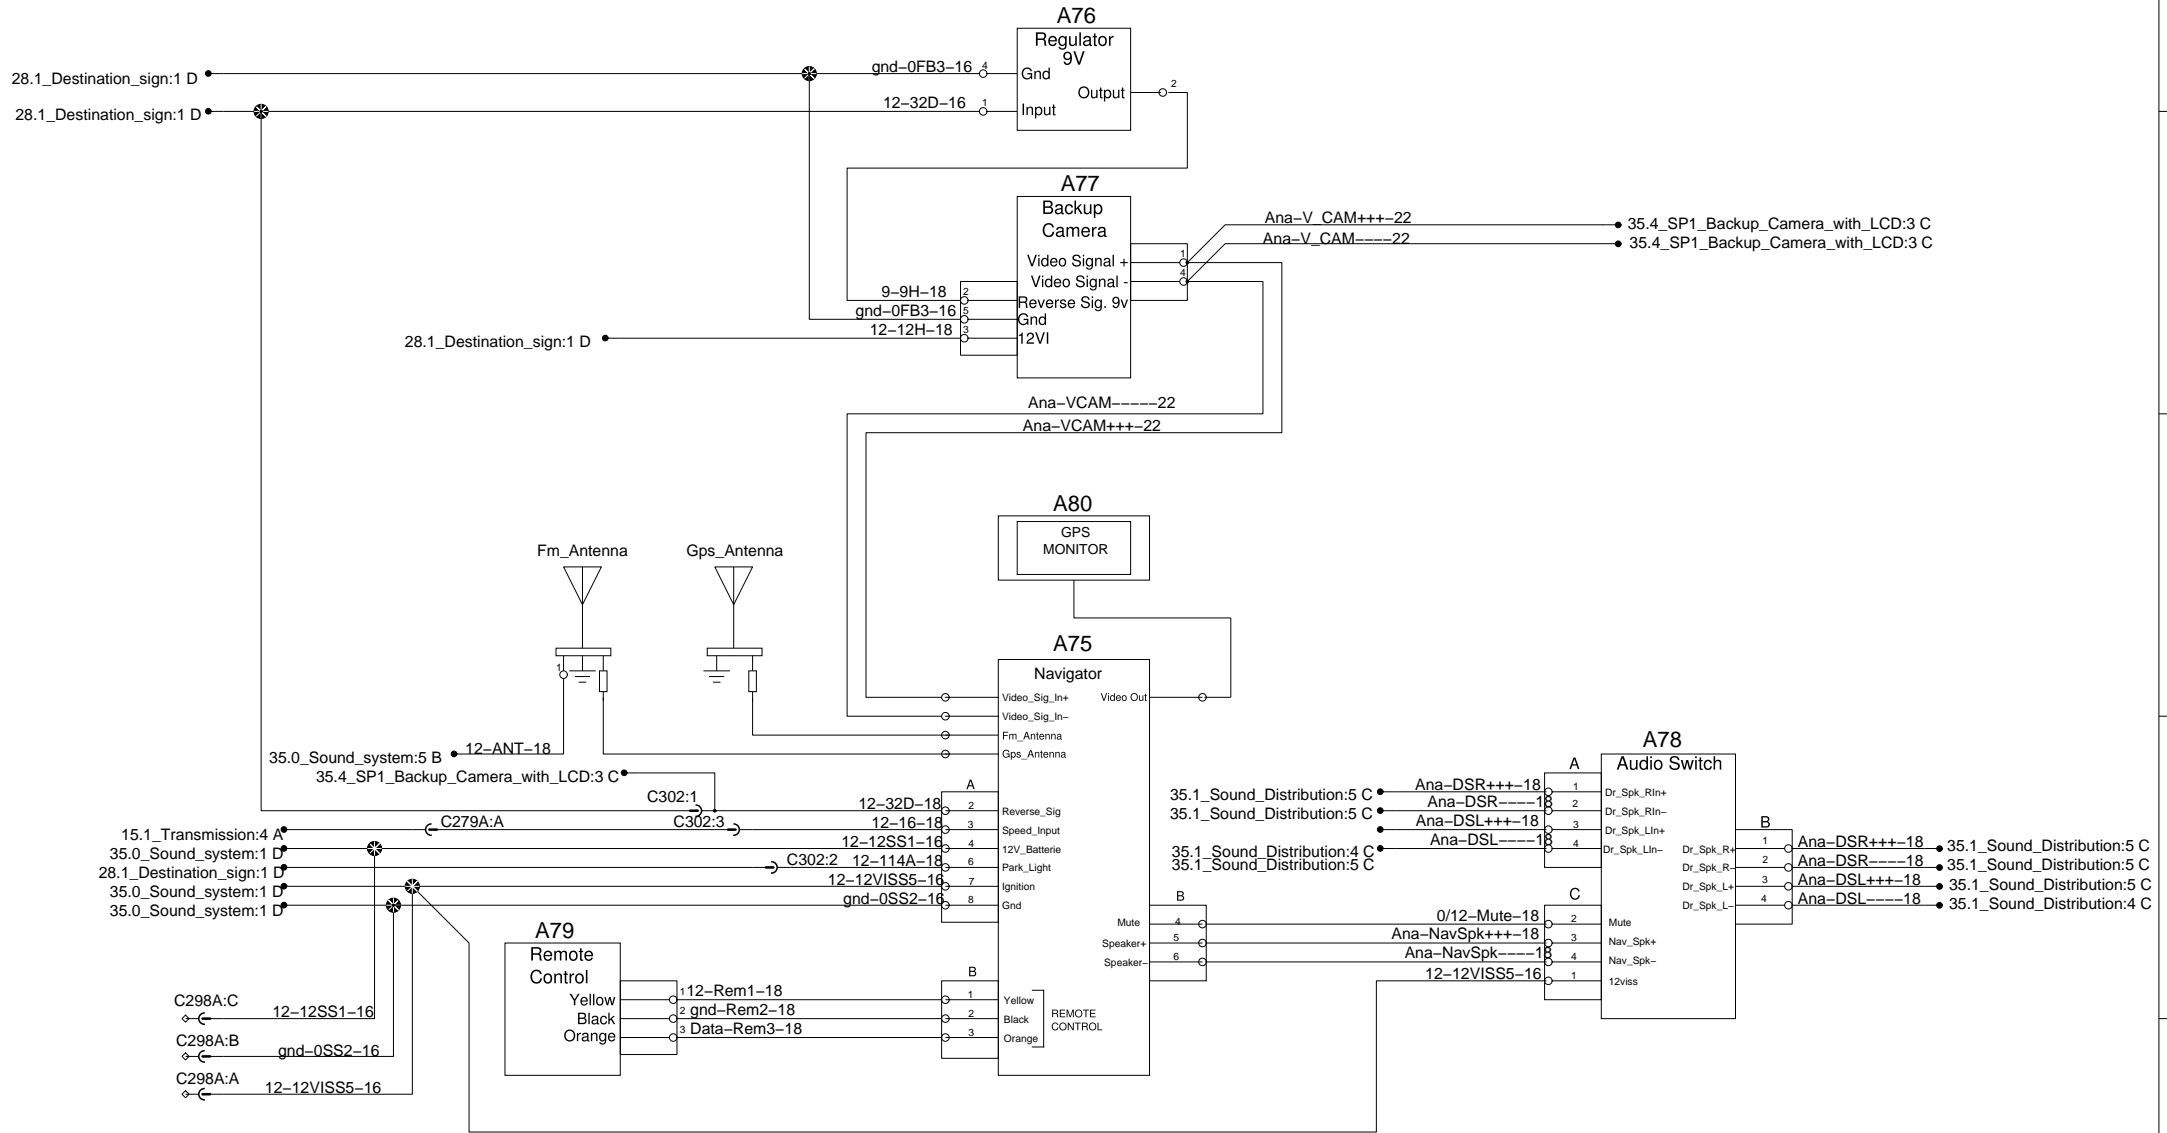 A76
Regulator
9V
28.1_Destination_sign:1 D
gnd-0FB3-16
4
Gnd
Output
2
28.1_Destination_sign:1 D
12-32D-16
1
Input
A77
Backup
Camera
Ana-V_CAM+++-22
35.4_SP1_Backup_Camera_with_LCD:3 C
Ana-V_CAM----22
35.4_SP1_Backup_Camera_with_LCD:3 C
Video Signal +
1
Video Signal -
4
9-9H-18
2
Reverse Sig. 9v
gnd-0FB3-16
5
Gnd
28.1_Destination_sign:1 D
12-12H-18
3
12VI
Ana-VCAM-----22
Ana-VCAM+++-22
A80
GPS
MONITOR
Fm_Antenna
Gps_Antenna
1
A75
Navigator
Video_Sig_In+
Video Out
Video_Sig_In-
Fm_Antenna
Gps_Antenna
35.0_Sound_system:5 B
12-ANT-18
35.4_SP1_Backup_Camera_with_LCD:3 C
A
C302:1
12-32D-18
2
Reverse_Sig
15.1_Transmission:4 A
C279A:A
C302:3
12-16-18
3
Speed_Input
35.0_Sound_system:1 D
12-12SS1-16
4
12V_Batterie
28.1_Destination_sign:1 D
C302:2
12-114A-18
6
Park_Light
35.0_Sound_system:1 D
12-12VISS5-16
7
Ignition
35.0_Sound_system:1 D
gnd-0SS2-16
8
Gnd
A78
Audio Switch
A
35.1_Sound_Distribution:5 C
Ana-DSR+++-18
1
Dr_Spk_RIn+
35.1_Sound_Distribution:5 C
Ana-DSR----18
2
Dr_Spk_RIn-
Ana-DSL+++-18
3
Dr_Spk_LIn+
35.1_Sound_Distribution:4 C
Ana-DSL----18
4
Dr_Spk_LIn-
35.1_Sound_Distribution:5 C
B
Dr_Spk_R+
1
Ana-DSR+++-18
35.1_Sound_Distribution:5 C
Dr_Spk_R-
2
Ana-DSR----18
35.1_Sound_Distribution:5 C
Dr_Spk_L+
3
Ana-DSL+++-18
35.1_Sound_Distribution:5 C
Dr_Spk_L-
4
Ana-DSL----18
35.1_Sound_Distribution:4 C
B
C
Mute
4
0/12-Mute-18
2
Mute
Speaker+
5
Ana-NavSpk+++-18
3
Nav_Spk+
Speaker-
6
Ana-NavSpk----18
4
Nav_Spk-
12-12VISS5-16
1
12viss
A79
Remote
Control
B
Yellow
1
12-Rem1-18
1
Yellow
Black
2
gnd-Rem2-18
2
Black
Orange
3
Data-Rem3-18
3
Orange
REMOTE
CONTROL
C298A:C
12-12SS1-16
C298A:B
gnd-0SS2-16
C298A:A
12-12VISS5-16